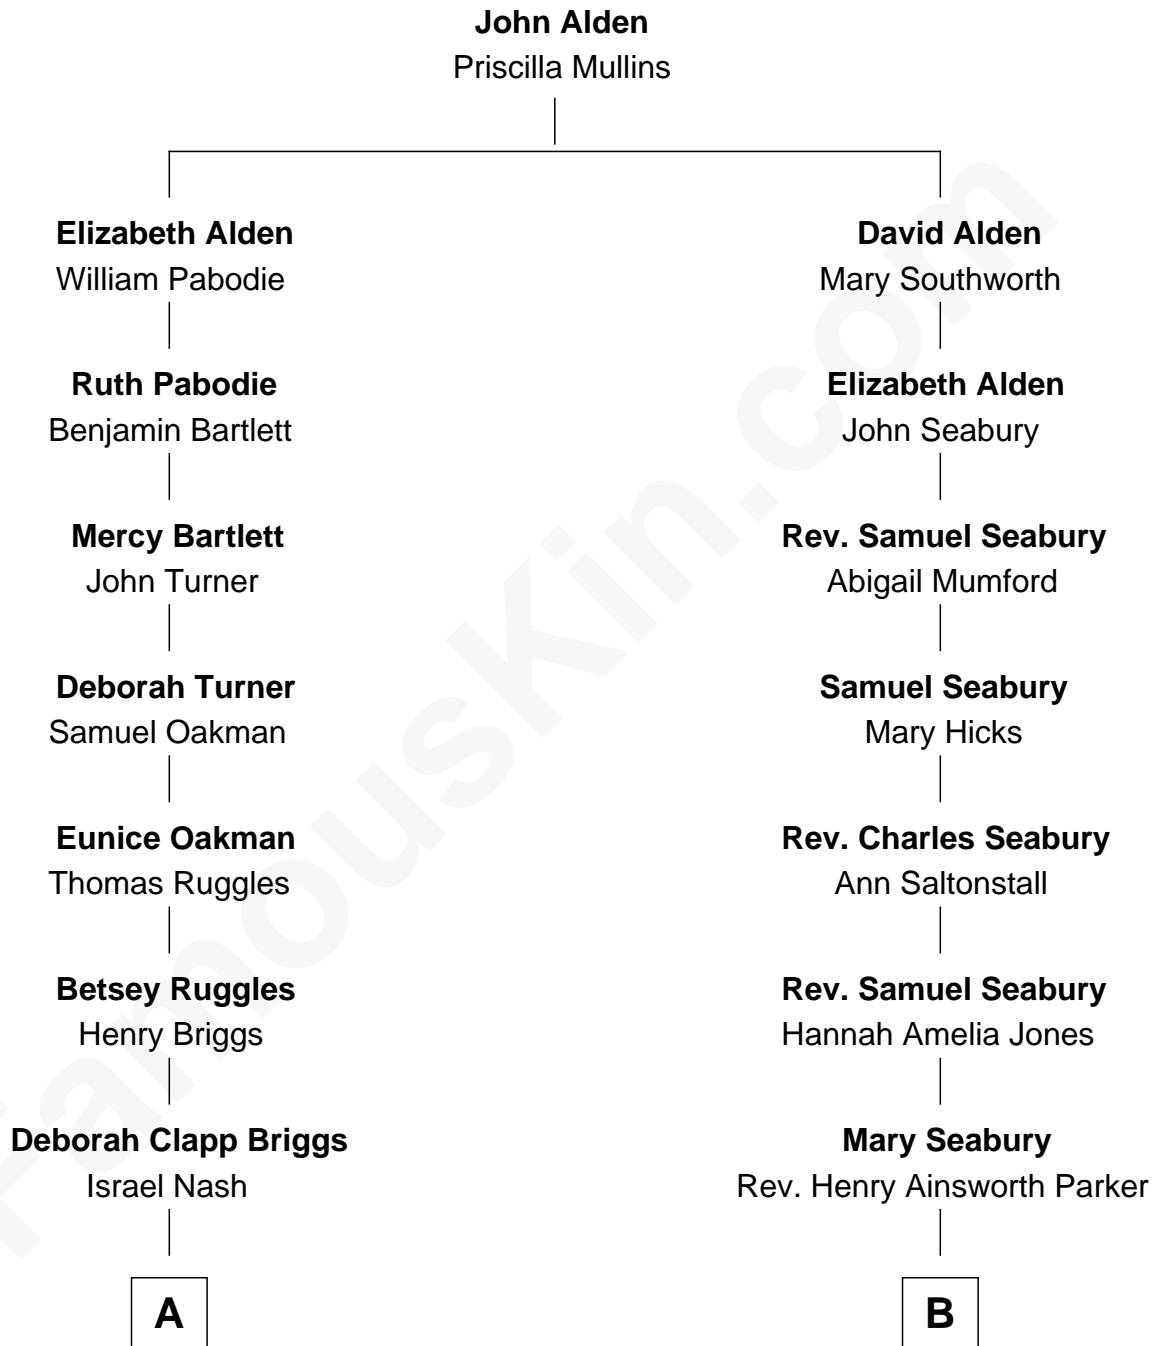 John Alden
Priscilla Mullins
Elizabeth Alden
William Pabodie
Ruth Pabodie
Benjamin Bartlett
Mercy Bartlett
John Turner
Deborah Turner
Samuel Oakman
Eunice Oakman
Thomas Ruggles
Betsey Ruggles
Henry Briggs
Deborah Clapp Briggs
Israel Nash
A
David Alden
Mary Southworth
Elizabeth Alden
John Seabury
Rev. Samuel Seabury
Abigail Mumford
Samuel Seabury
Mary Hicks
Rev. Charles Seabury
Ann Saltonstall
Rev. Samuel Seabury
Hannah Amelia Jones
Mary Seabury
Rev. Henry Ainsworth Parker
B
FamousKin.com